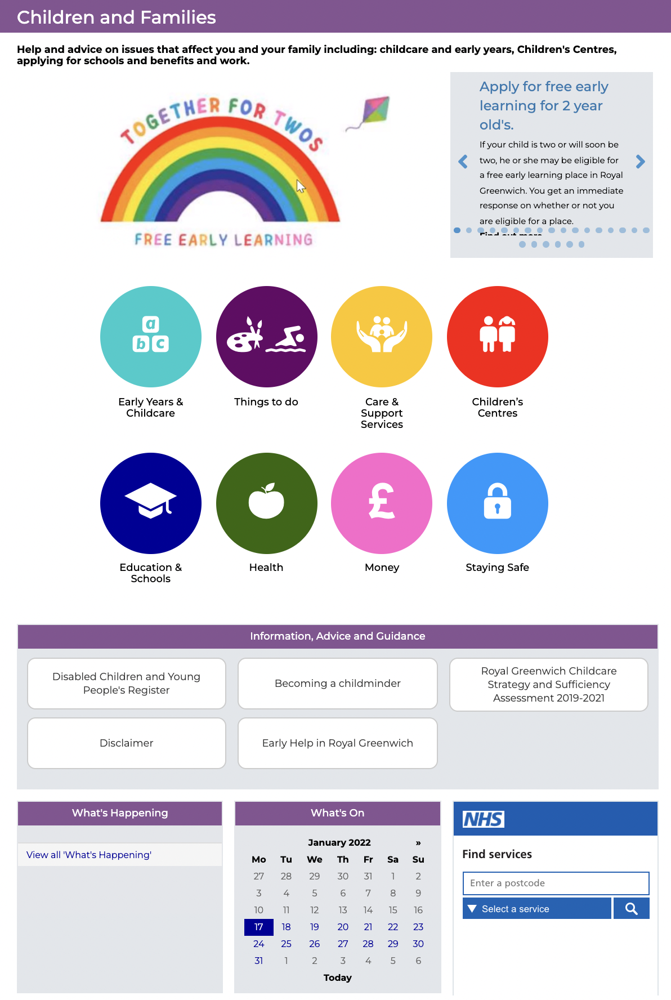 Children and Families
Help and advice on issues that affect you and your family including: childcare and early years, Children's Centres,
applying for schools and benefits and work.
TOGETHER FOR TWOS
FREE EARLY LEARNING
Apply for free early
learning for 2 year
old's.
If your child is two or will soon be
two, he or she may be eligible for
a free early learning place in Royal
Greenwich. You get an immediate
response on whether or not you
are eligible for a place.
Find out more
a
b c
Early Years &
Childcare
Things to do
Care &
Support
Services
Children’s
Centres
£
Education &
Schools
Health
Money
Staying Safe
Information, Advice and Guidance
Disabled Children and Young
People's Register
Becoming a childminder
Royal Greenwich Childcare
Strategy and Sufficiency
Assessment 2019-2021
Disclaimer
Early Help in Royal Greenwich
What's Happening
View all 'What's Happening'
What's On
January 2022 »
Mo Tu We Th Fr Sa Su
27 28 29 30 31 1 2
3 4 5 6 7 8 9
10 11 12 13 14 15 16
17 18 19 20 21 22 23
24 25 26 27 28 29 30
31 1 2 3 4 5 6
Today
NHS
Find services
Enter a postcode
Select a service